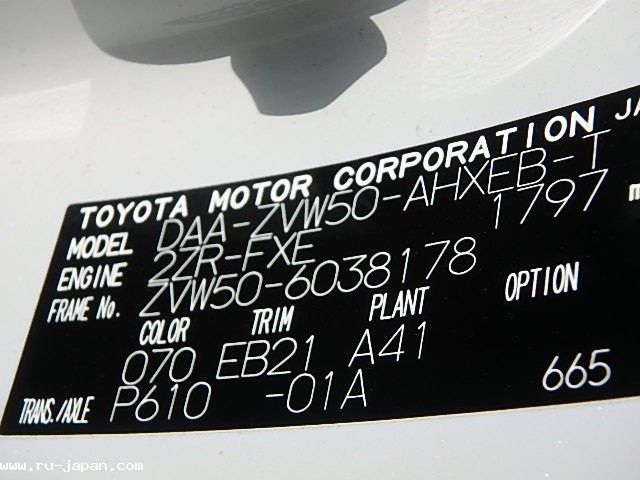 TOYOTA MOTOR CORPORATION JA
MODEL DAA-ZVW50-AHXEB-T
ENGINE 2ZR-FXE 1797 m
FRAME No. ZVW50-6038178
COLOR TRIM PLANT OPTION
070 EB21 A41
TRANS./AXLE P610 -01A 665
www.ru-japan.com